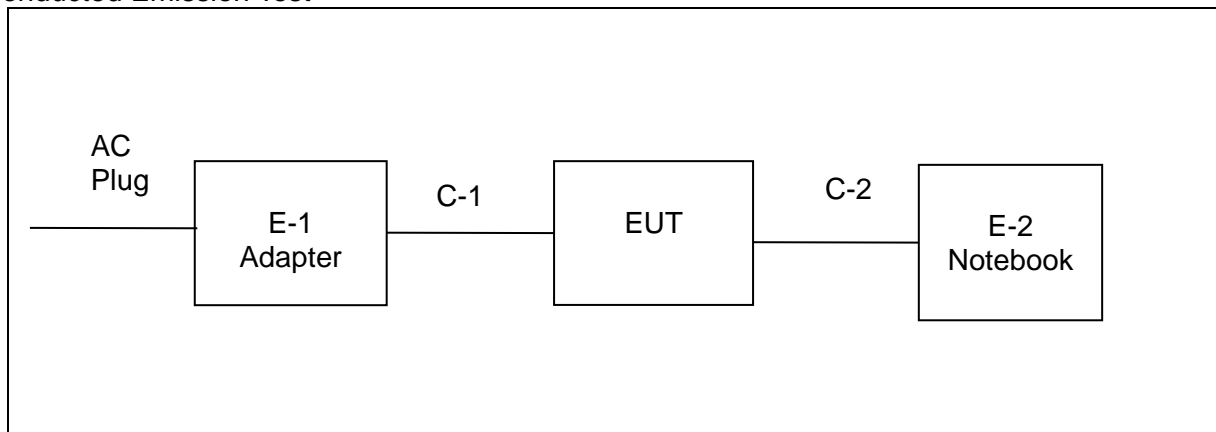 onducted Emission Test
AC
Plug
E-1
Adapter
C-1
EUT
C-2
E-2
Notebook